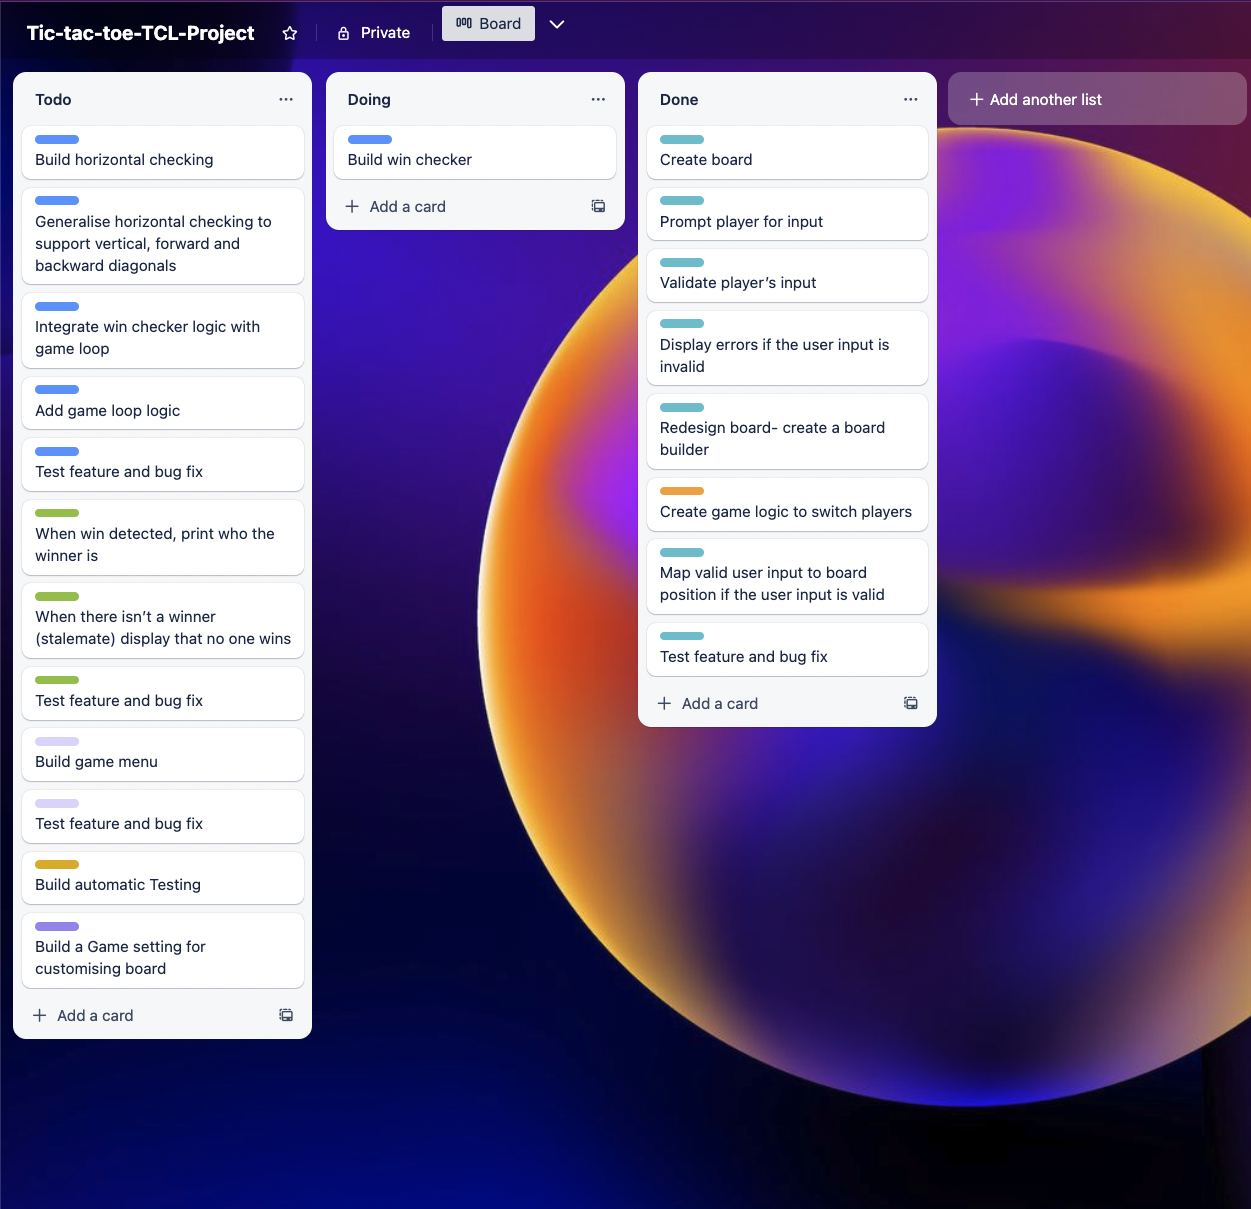 Tic-tac-toe-TCL-Project
Private
Board
Todo
Build horizontal checking
Generalise horizontal checking to
support vertical, forward and
backward diagonals
Integrate win checker logic with
game loop
Add game loop logic
Test feature and bug fix
When win detected, print who the
winner is
When there isn’t a winner
(stalemate) display that no one wins
Test feature and bug fix
Build game menu
Test feature and bug fix
Build automatic Testing
Build a Game setting for
customising board
Add a card
Doing
Build win checker
Add a card
Done
Create board
Prompt player for input
Validate player’s input
Display errors if the user input is
invalid
Redesign board- create a board
builder
Create game logic to switch players
Map valid user input to board
position if the user input is valid
Test feature and bug fix
Add a card
Add another list